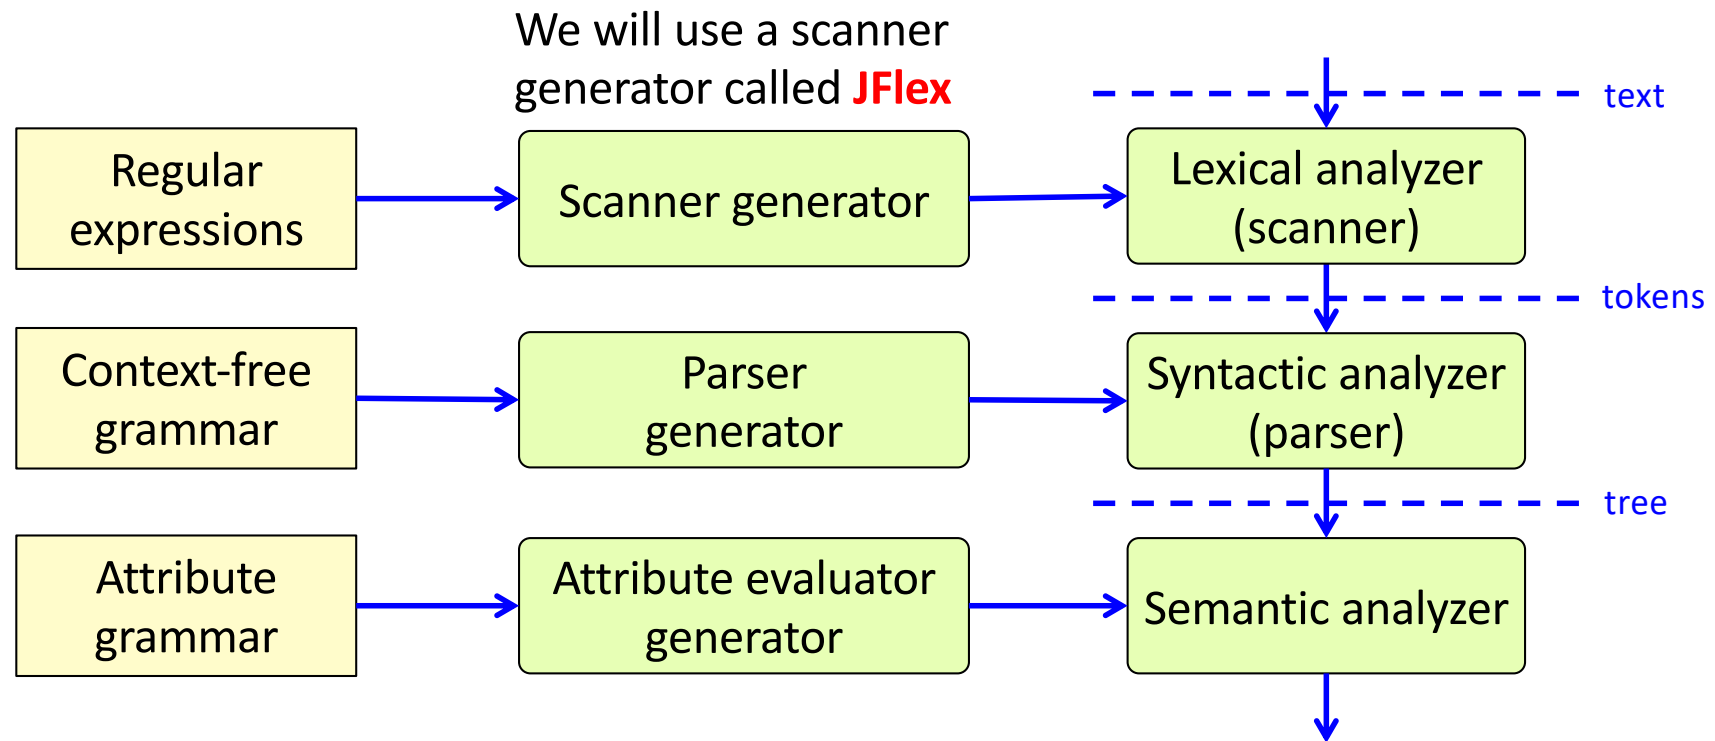 We will use a scanner
generator called JFlex
text
Regular
expressions
Scanner generator
Lexical analyzer
(scanner)
tokens
Context-free
grammar
Parser
generator
Syntactic analyzer
(parser)
tree
Attribute
grammar
Attribute evaluator
generator
Semantic analyzer